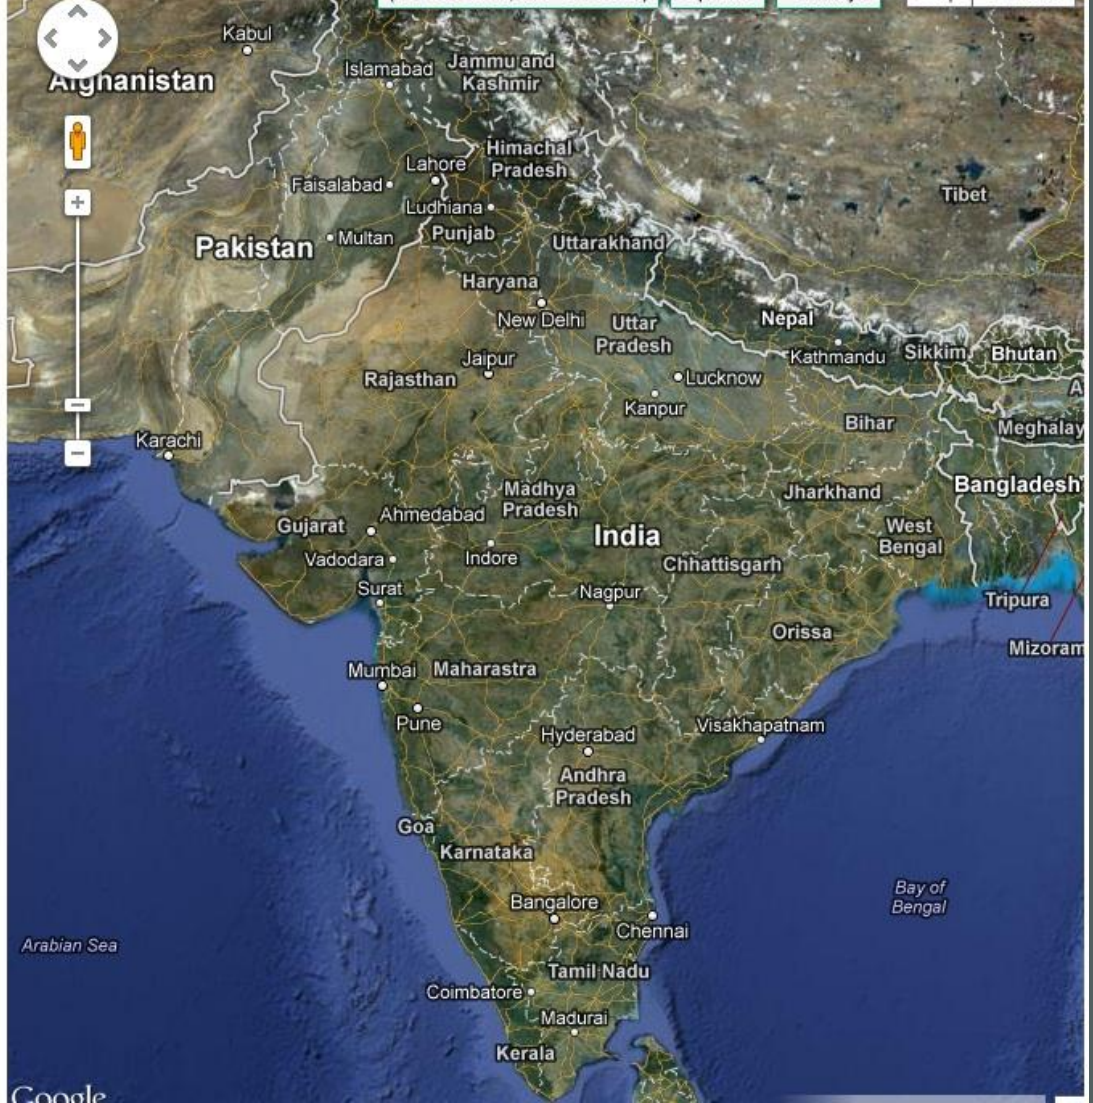 Kabul
Afghanistan
Islamabad
Jammu and
Kashmir
Himachal
Pradesh
Lahore
Faisalabad
Ludhiana
Tibet
Punjab
Multan
Pakistan
Uttarakhand
Haryana
New Delhi
Uttar
Pradesh
Nepal
Kathmandu
Sikkim
Bhutan
Jaipur
Rajasthan
Lucknow
Kanpur
Bihar
Meghalay
Karachi
Madhya
Pradesh
Jharkhand
Bangladesh
Gujarat
Ahmedabad
India
West
Bengal
Vadodara
Indore
Chhattisgarh
Surat
Nagpur
Tripura
Orissa
Mizoram
Mumbai
Maharastra
Pune
Hyderabad
Visakhapatnam
Andhra
Pradesh
Goa
Karnataka
Bangalore
Bay of
Bengal
Chennai
Arabian Sea
Tamil Nadu
Coimbatore
Madurai
Kerala
Google